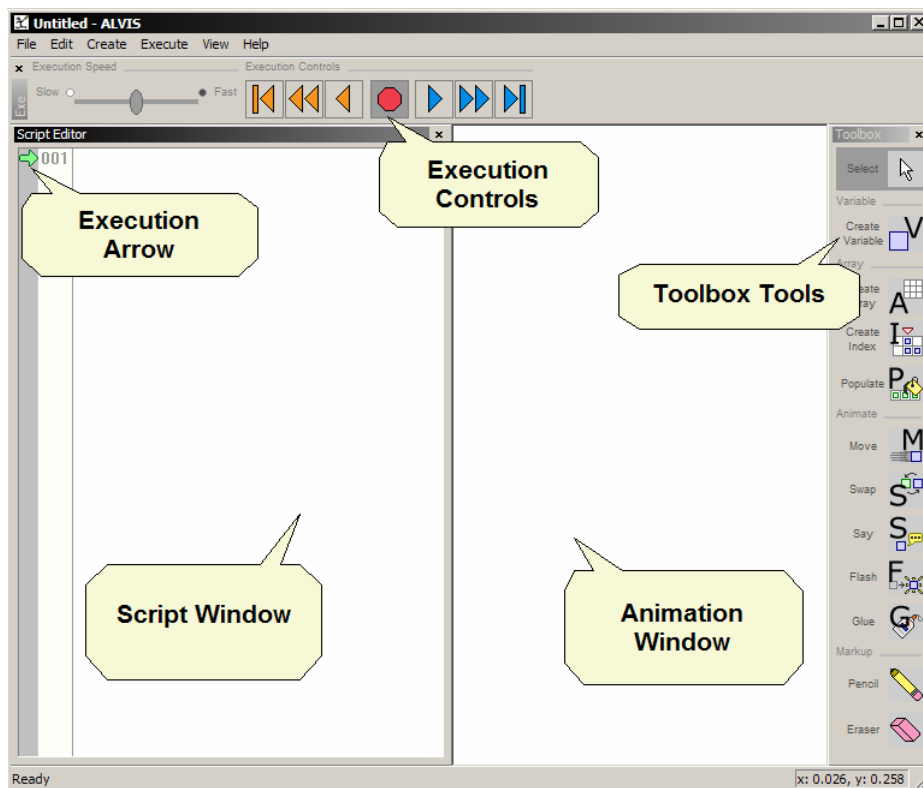 Untitled - ALVIS
File Edit Create Execute View Help
Execution Speed
Execution Controls
Exe
Slow
Fast
Script Editor
Toolbox
001
Execution
Controls
Select
Execution
Arrow
Variable
Create
Variable
V
Array
Toolbox Tools
A
Create
Index
I
Populate
P
Animate
Move
M
Swap
S
Say
S
Script Window
Animation
Window
Flash
F
Glue
G
Markup
Pencil
Eraser
Ready
x: 0.026, y: 0.258